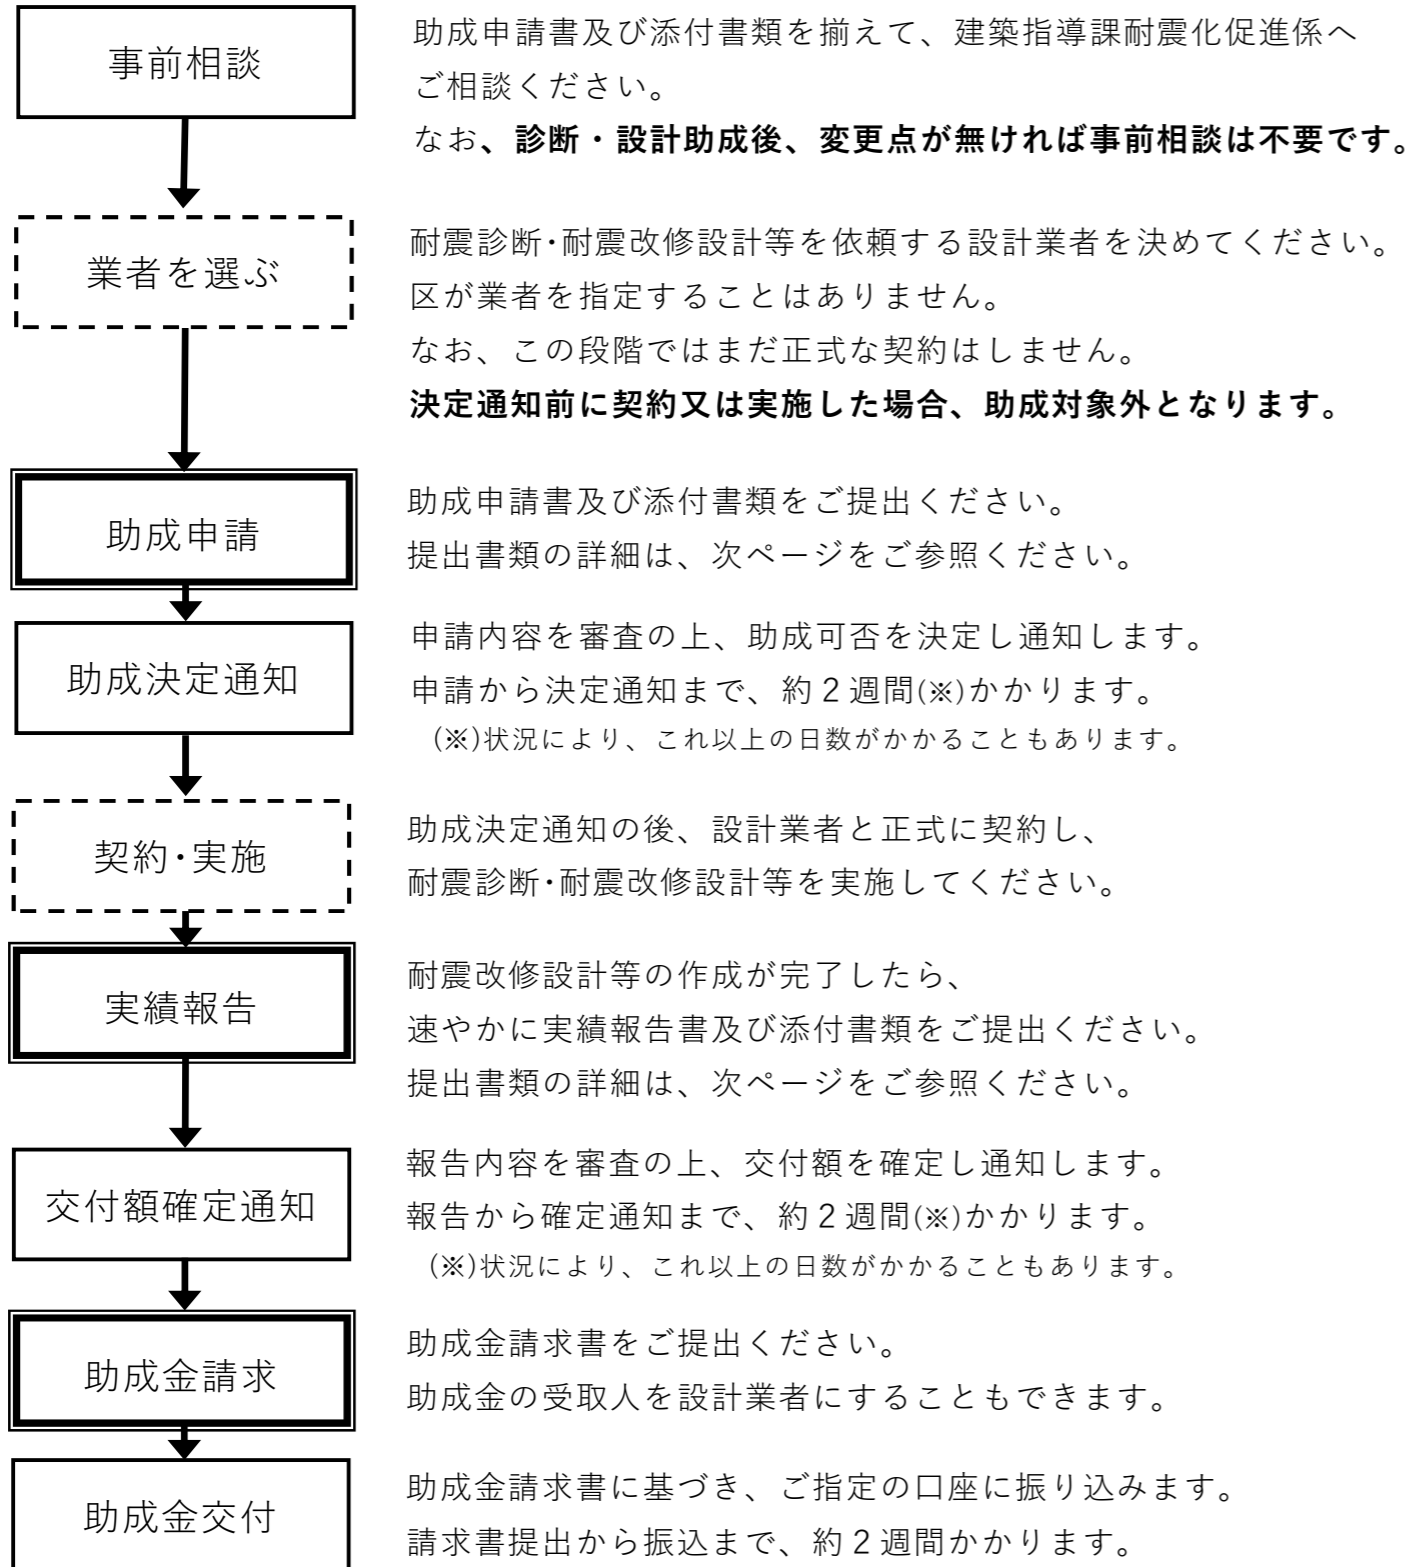 事前相談
助成申請書及び添付書類を揃えて、建築指導課耐震化促進係へ
ご相談ください。
なお、診断・設計助成後、変更点が無ければ事前相談は不要です。
業者を選ぶ
耐震診断･耐震改修設計等を依頼する設計業者を決めてください。
区が業者を指定することはありません。
なお、この段階ではまだ正式な契約はしません。
決定通知前に契約又は実施した場合、助成対象外となります。
助成申請
助成申請書及び添付書類をご提出ください。
提出書類の詳細は、次ページをご参照ください。
助成決定通知
申請内容を審査の上、助成可否を決定し通知します。
申請から決定通知まで、約２週間(※)かかります。
(※)状況により、これ以上の日数がかかることもあります。
契約･実施
助成決定通知の後、設計業者と正式に契約し、
耐震診断･耐震改修設計等を実施してください。
実績報告
耐震改修設計等の作成が完了したら、
速やかに実績報告書及び添付書類をご提出ください。
提出書類の詳細は、次ページをご参照ください。
交付額確定通知
報告内容を審査の上、交付額を確定し通知します。
報告から確定通知まで、約２週間(※)かかります。
(※)状況により、これ以上の日数がかかることもあります。
助成金請求
助成金請求書をご提出ください。
助成金の受取人を設計業者にすることもできます。
助成金交付
助成金請求書に基づき、ご指定の口座に振り込みます。
請求書提出から振込まで、約２週間かかります。